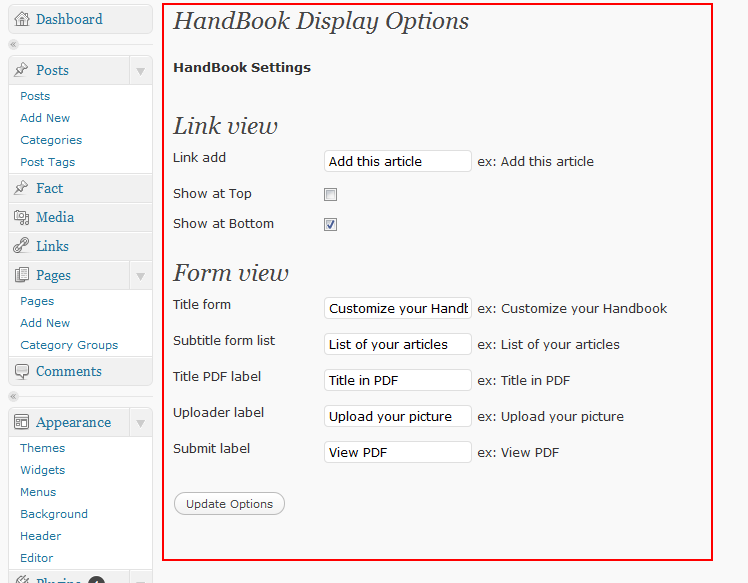 Dashboard
Posts
Posts
Add New
Categories
Post Tags
Fact
Media
Links
Pages
Pages
Add New
Category Groups
Comments
Appearance
Themes
Widgets
Menus
Background
Header
Editor
Plugins
HandBook Display Options
HandBook Settings
Link view
Link add Add this article ex: Add this article
Show at Top
Show at Bottom
Form view
Title form Customize your Handb ex: Customize your Handbook
Subtitle form list List of your articles ex: List of your articles
Title PDF label Title in PDF ex: Title in PDF
Uploader label Upload your picture ex: Upload your picture
Submit label View PDF ex: View PDF
Update Options